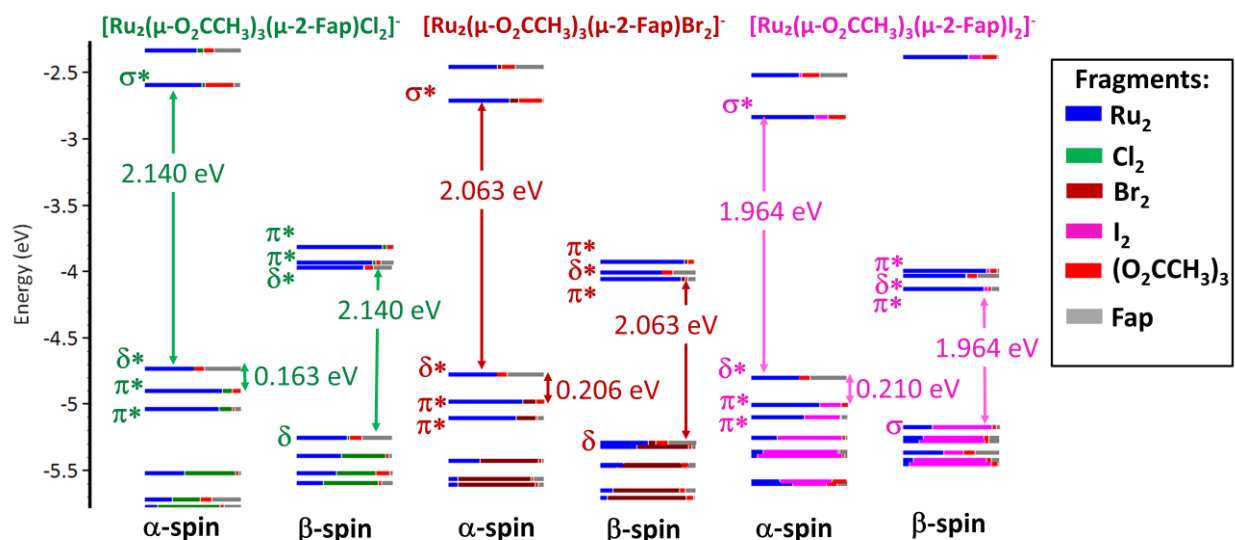 [Ru₂(μ-O₂CCH₃)₃(μ-2-Fap)Cl₂]⁻ [Ru₂(μ-O₂CCH₃)₃(μ-2-Fap)Br₂]⁻ [Ru₂(μ-O₂CCH₃)₃(μ-2-Fap)I₂]⁻
Energy (eV)
-2.5
-3
-3.5
-4
-4.5
-5
-5.5
σ*
2.140 eV
δ*
0.163 eV
π*
π*
α-spin
π*
π*
δ*
2.140 eV
δ
β-spin
σ*
2.063 eV
δ*
0.206 eV
π*
π*
α-spin
π*
δ*
π*
2.063 eV
δ
β-spin
σ*
1.964 eV
δ*
0.210 eV
π*
π*
α-spin
π*
δ*
π*
1.964 eV
σ
β-spin
Fragments:
Ru₂
Cl₂
Br₂
I₂
(O₂CCH₃)₃
Fap